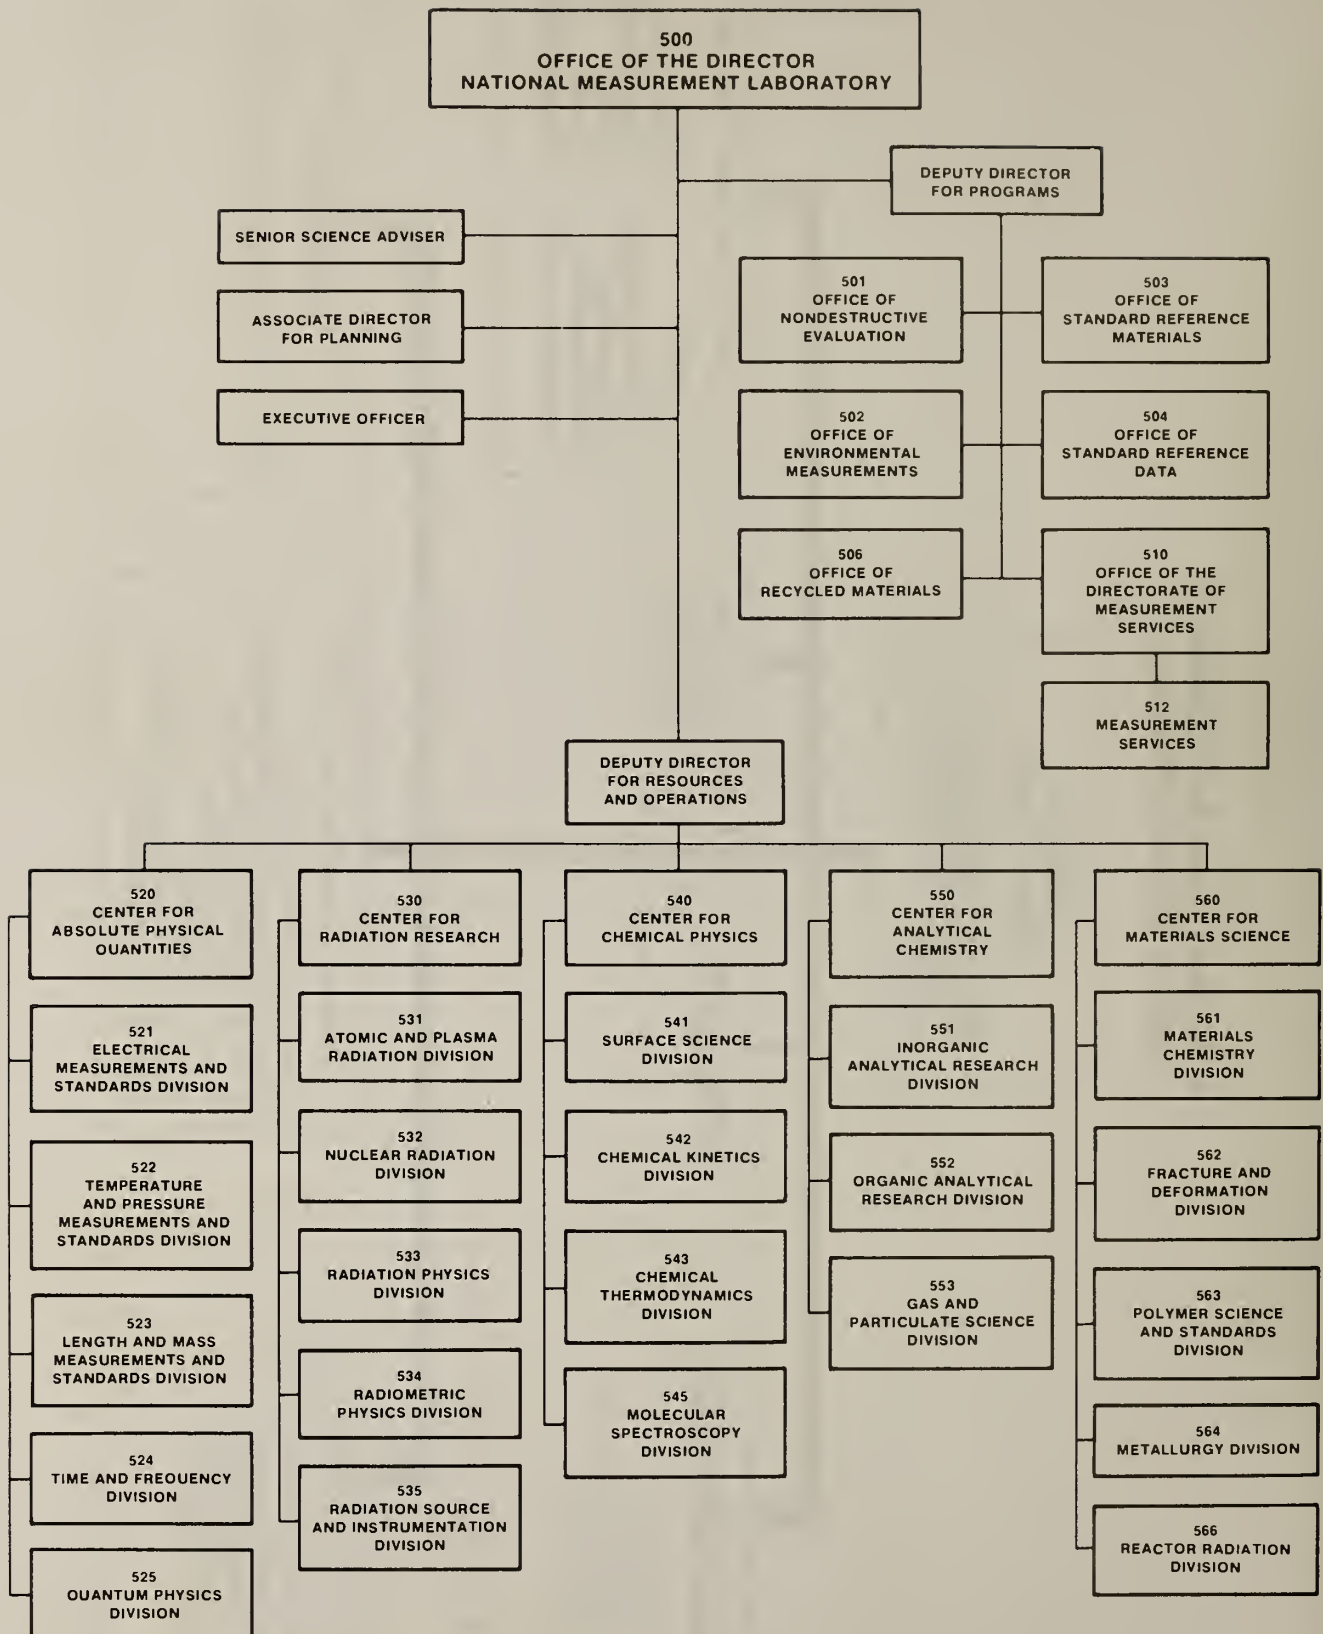 500
OFFICE OF THE DIRECTOR
NATIONAL MEASUREMENT LABORATORY
DEPUTY DIRECTOR
FOR PROGRAMS
SENIOR SCIENCE ADVISER
ASSOCIATE DIRECTOR
FOR PLANNING
EXECUTIVE OFFICER
501
OFFICE OF
NONDESTRUCTIVE
EVALUATION
503
OFFICE OF
STANDARD REFERENCE
MATERIALS
502
OFFICE OF
ENVIRONMENTAL
MEASUREMENTS
504
OFFICE OF
STANDARD REFERENCE
DATA
506
OFFICE OF
RECYCLED MATERIALS
510
OFFICE OF THE
DIRECTORATE OF
MEASUREMENT
SERVICES
512
MEASUREMENT
SERVICES
DEPUTY DIRECTOR
FOR RESOURCES
AND OPERATIONS
520
CENTER FOR
ABSOLUTE PHYSICAL
QUANTITIES
521
ELECTRICAL
MEASUREMENTS AND
STANDARDS DIVISION
522
TEMPERATURE
AND PRESSURE
MEASUREMENTS AND
STANDARDS DIVISION
523
LENGTH AND MASS
MEASUREMENTS AND
STANDARDS DIVISION
524
TIME AND FREQUENCY
DIVISION
525
QUANTUM PHYSICS
DIVISION
530
CENTER FOR
RADIATION RESEARCH
531
ATOMIC AND PLASMA
RADIATION DIVISION
532
NUCLEAR RADIATION
DIVISION
533
RADIATION PHYSICS
DIVISION
534
RADIOMETRIC
PHYSICS DIVISION
535
RADIATION SOURCE
AND INSTRUMENTATION
DIVISION
540
CENTER FOR
CHEMICAL PHYSICS
541
SURFACE SCIENCE
DIVISION
542
CHEMICAL KINETICS
DIVISION
543
CHEMICAL
THERMODYNAMICS
DIVISION
545
MOLECULAR
SPECTROSCOPY
DIVISION
550
CENTER FOR
ANALYTICAL
CHEMISTRY
551
INORGANIC
ANALYTICAL RESEARCH
DIVISION
552
ORGANIC ANALYTICAL
RESEARCH DIVISION
553
GAS AND
PARTICULATE SCIENCE
DIVISION
560
CENTER FOR
MATERIALS SCIENCE
561
MATERIALS
CHEMISTRY
DIVISION
562
FRACTURE AND
DEFORMATION
DIVISION
563
POLYMER SCIENCE
AND STANDARDS
DIVISION
564
METALLURGY DIVISION
566
REACTOR RADIATION
DIVISION